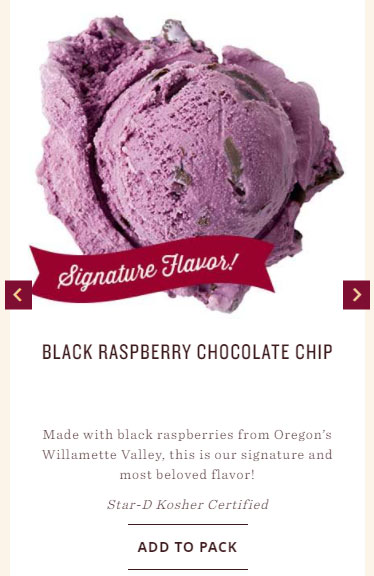 Signature Flavor!
BLACK RASPBERRY CHOCOLATE CHIP
Made with black raspberries from Oregon's
Willamette Valley, this is our signature and
most beloved flavor!
Star-D Kosher Certified
ADD TO PACK